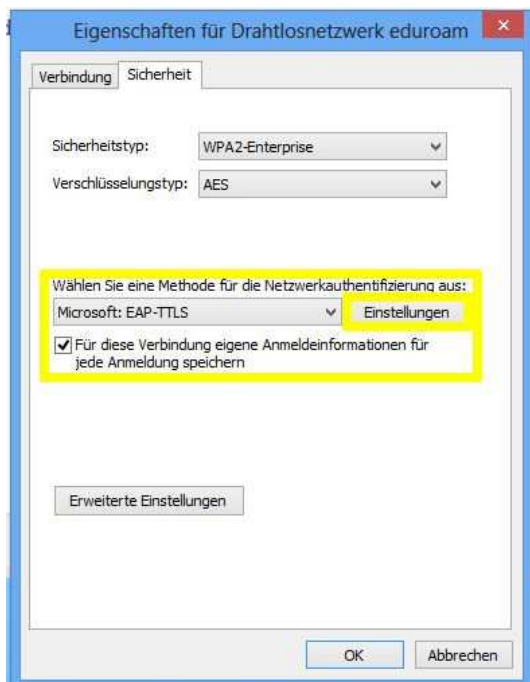 Eigenschaften für Drahtlosnetzwerk eduroam
Verbindung Sicherheit
Sicherheitstyp: WPA2-Enterprise
Verschlüsselungstyp: AES
Wählen Sie eine Methode für die Netzwerkauthentifizierung aus:
Microsoft: EAP-TTLS Einstellungen
Für diese Verbindung eigene Anmeldeinformationen für
jede Anmeldung speichern
Erweiterte Einstellungen
OK Abbrechen